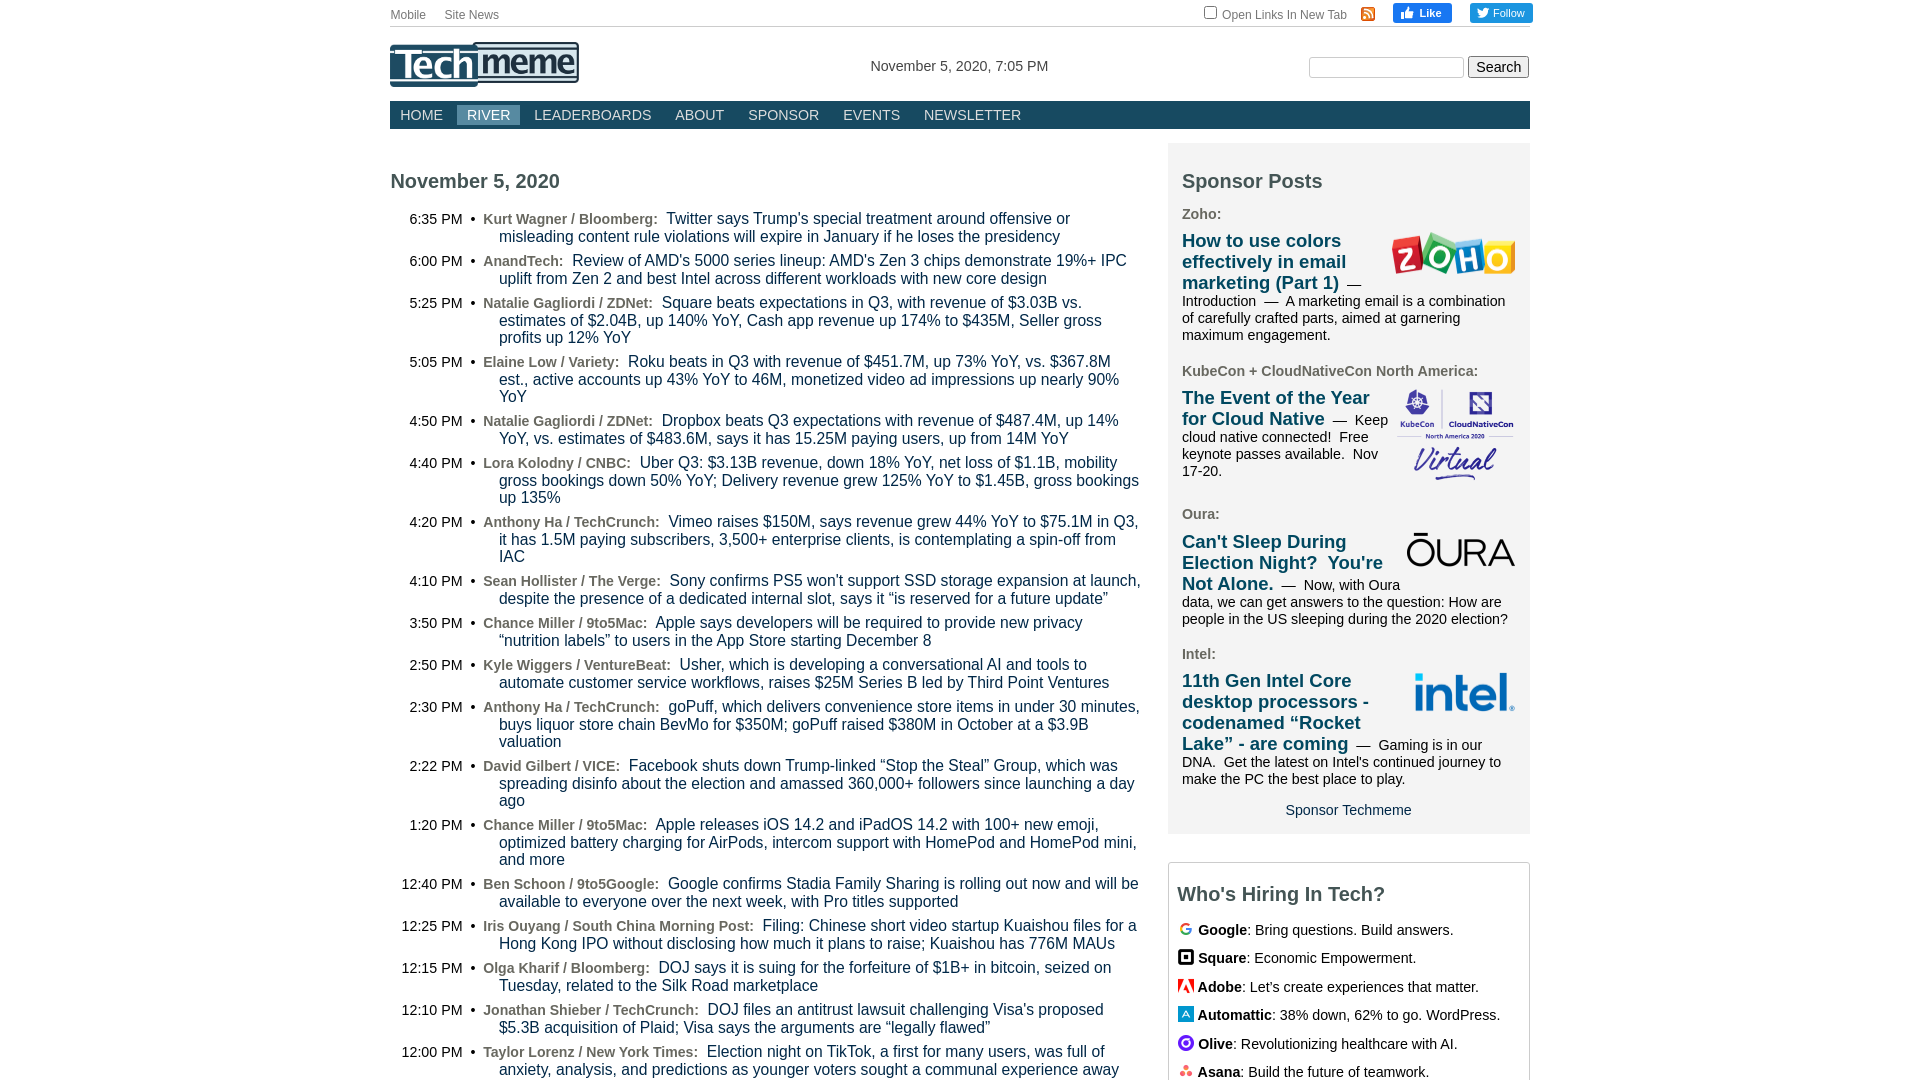 Mobile
Site News
Open Links In New Tab
Like
Follow
Techmeme
November 5, 2020, 7:05 PM
Search
HOME
RIVER
LEADERBOARDS
ABOUT
SPONSOR
EVENTS
NEWSLETTER
November 5, 2020
6:35 PM • Kurt Wagner / Bloomberg: Twitter says Trump's special treatment around offensive or
misleading content rule violations will expire in January if he loses the presidency
6:00 PM • AnandTech: Review of AMD's 5000 series lineup: AMD's Zen 3 chips demonstrate 19%+ IPC
uplift from Zen 2 and best Intel across different workloads with new core design
5:25 PM • Natalie Gagliordi / ZDNet: Square beats expectations in Q3, with revenue of $3.03B vs.
estimates of $2.04B, up 140% YoY, Cash app revenue up 174% to $435M, Seller gross
profits up 12% YoY
5:05 PM • Elaine Low / Variety: Roku beats in Q3 with revenue of $451.7M, up 73% YoY, vs. $367.8M
est., active accounts up 43% YoY to 46M, monetized video ad impressions up nearly 90%
YoY
4:50 PM • Natalie Gagliordi / ZDNet: Dropbox beats Q3 expectations with revenue of $487.4M, up 14%
YoY, vs. estimates of $483.6M, says it has 15.25M paying users, up from 14M YoY
4:40 PM • Lora Kolodny / CNBC: Uber Q3: $3.13B revenue, down 18% YoY, net loss of $1.1B, mobility
gross bookings down 50% YoY; Delivery revenue grew 125% YoY to $1.45B, gross bookings
up 135%
4:20 PM • Anthony Ha / TechCrunch: Vimeo raises $150M, says revenue grew 44% YoY to $75.1M in Q3,
it has 1.5M paying subscribers, 3,500+ enterprise clients, is contemplating a spin-off from
IAC
4:10 PM • Sean Hollister / The Verge: Sony confirms PS5 won't support SSD storage expansion at launch,
despite the presence of a dedicated internal slot, says it “is reserved for a future update”
3:50 PM • Chance Miller / 9to5Mac: Apple says developers will be required to provide new privacy
“nutrition labels” to users in the App Store starting December 8
2:50 PM • Kyle Wiggers / VentureBeat: Usher, which is developing a conversational AI and tools to
automate customer service workflows, raises $25M Series B led by Third Point Ventures
2:30 PM • Anthony Ha / TechCrunch: goPuff, which delivers convenience store items in under 30 minutes,
buys liquor store chain BevMo for $350M; goPuff raised $380M in October at a $3.9B
valuation
2:22 PM • David Gilbert / VICE: Facebook shuts down Trump-linked “Stop the Steal” Group, which was
spreading disinfo about the election and amassed 360,000+ followers since launching a day
ago
1:20 PM • Chance Miller / 9to5Mac: Apple releases iOS 14.2 and iPadOS 14.2 with 100+ new emoji,
optimized battery charging for AirPods, intercom support with HomePod and HomePod mini,
and more
12:40 PM • Ben Schoon / 9to5Google: Google confirms Stadia Family Sharing is rolling out now and will be
available to everyone over the next week, with Pro titles supported
12:25 PM • Iris Ouyang / South China Morning Post: Filing: Chinese short video startup Kuaishou files for a
Hong Kong IPO without disclosing how much it plans to raise; Kuaishou has 776M MAUs
12:15 PM • Olga Kharif / Bloomberg: DOJ says it is suing for the forfeiture of $1B+ in bitcoin, seized on
Tuesday, related to the Silk Road marketplace
12:10 PM • Jonathan Shieber / TechCrunch: DOJ files an antitrust lawsuit challenging Visa's proposed
$5.3B acquisition of Plaid; Visa says the arguments are “legally flawed”
12:00 PM • Taylor Lorenz / New York Times: Election night on TikTok, a first for many users, was full of
anxiety, analysis, and predictions as younger voters sought a communal experience away
Sponsor Posts
Zoho:
ZOHO
How to use colors
effectively in email
marketing (Part 1) —
Introduction — A marketing email is a combination
of carefully crafted parts, aimed at garnering
maximum engagement.
KubeCon + CloudNativeCon North America:
KubeCon CloudNativeCon
North America 2020
Virtual
The Event of the Year
for Cloud Native — Keep
cloud native connected! Free
keynote passes available. Nov
17-20.
Oura:
ŌURA
Can't Sleep During
Election Night? You're
Not Alone. — Now, with Oura
data, we can get answers to the question: How are
people in the US sleeping during the 2020 election?
Intel:
intel®
11th Gen Intel Core
desktop processors -
codenamed “Rocket
Lake” - are coming — Gaming is in our
DNA. Get the latest on Intel's continued journey to
make the PC the best place to play.
Sponsor Techmeme
Who's Hiring In Tech?
Google: Bring questions. Build answers.
Square: Economic Empowerment.
Adobe: Let's create experiences that matter.
Automattic: 38% down, 62% to go. WordPress.
Olive: Revolutionizing healthcare with AI.
Asana: Build the future of teamwork.